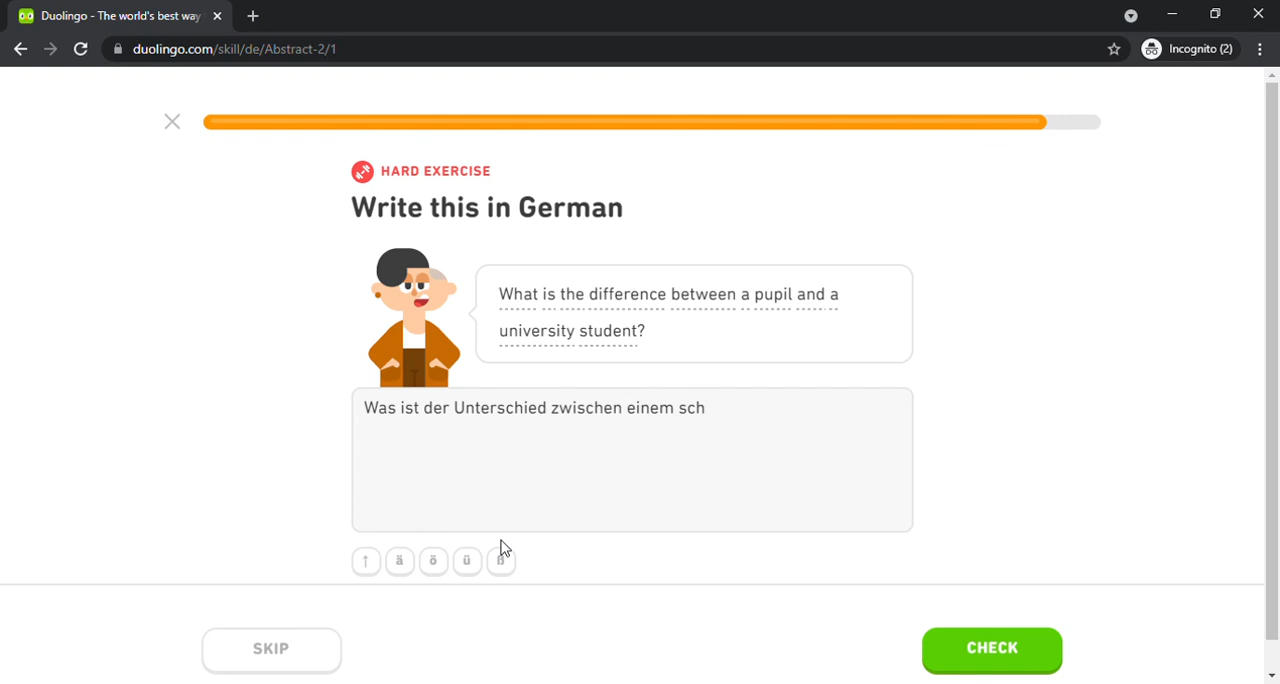 Duolingo - The world's best way
duolingo.com/skill/de/Abstract-2/1
Incognito (2)
HARD EXERCISE
Write this in German
What is the difference between a pupil and a
university student?
Was ist der Unterschied zwischen einem sch
↑ ä ö ü ß
SKIP
CHECK